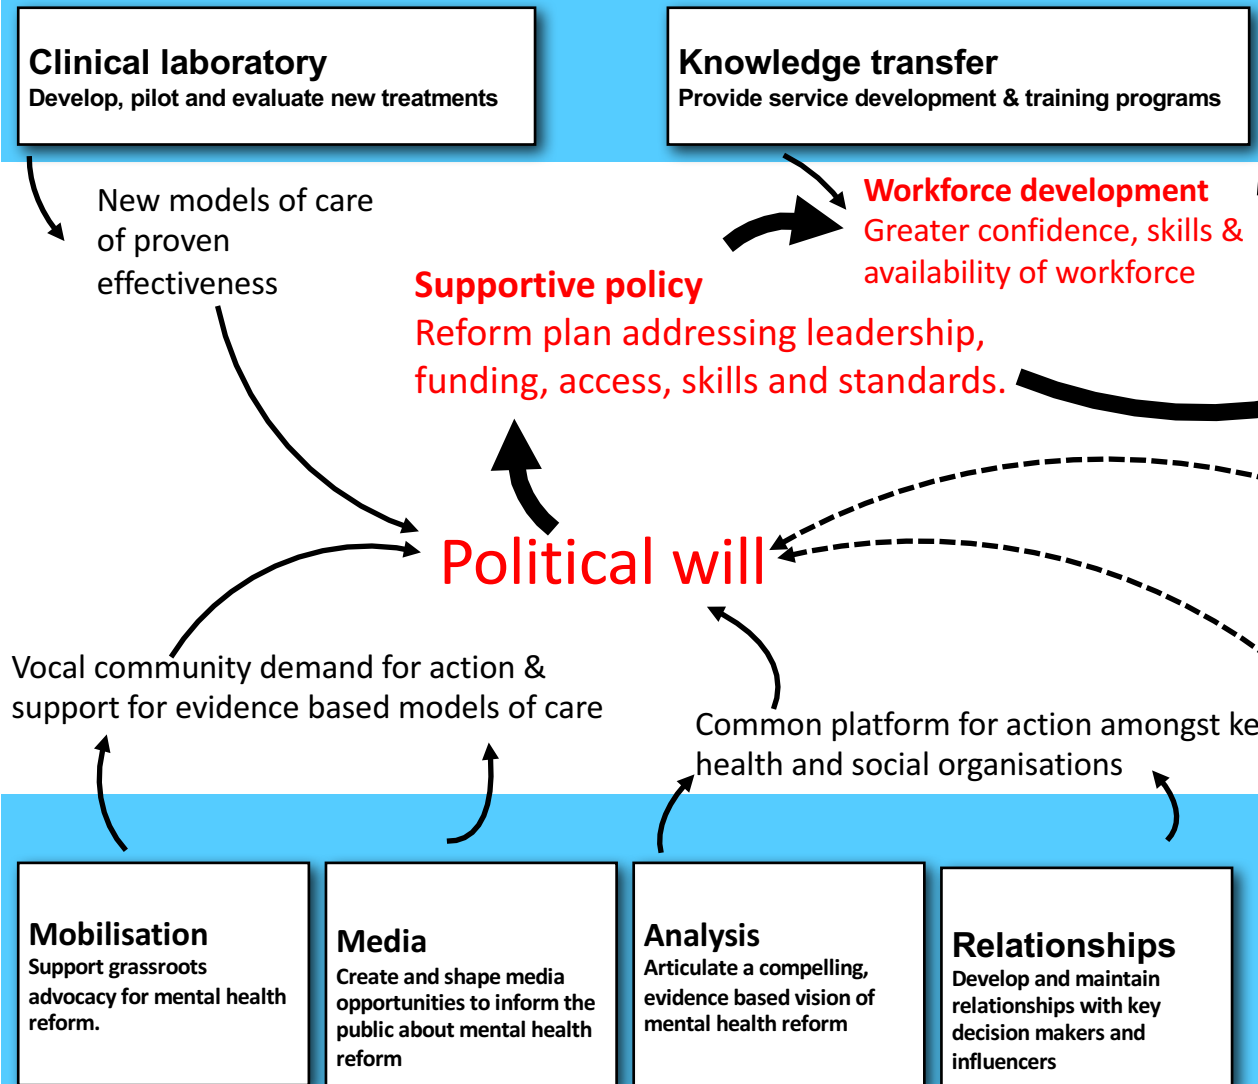 Clinical laboratory
Develop, pilot and evaluate new treatments
Knowledge transfer
Provide service development & training programs
New models of care
of proven
effectiveness
Workforce development
Greater confidence, skills &
availability of workforce
Supportive policy
Reform plan addressing leadership,
funding, access, skills and standards.
Political will
Vocal community demand for action &
support for evidence based models of care
Common platform for action amongst ke
health and social organisations
Mobilisation
Support grassroots
advocacy for mental health
reform.
Media
Create and shape media
opportunities to inform the
public about mental health
reform
Analysis
Articulate a compelling,
evidence based vision of
mental health reform
Relationships
Develop and maintain
relationships with key
decision makers and
influencers